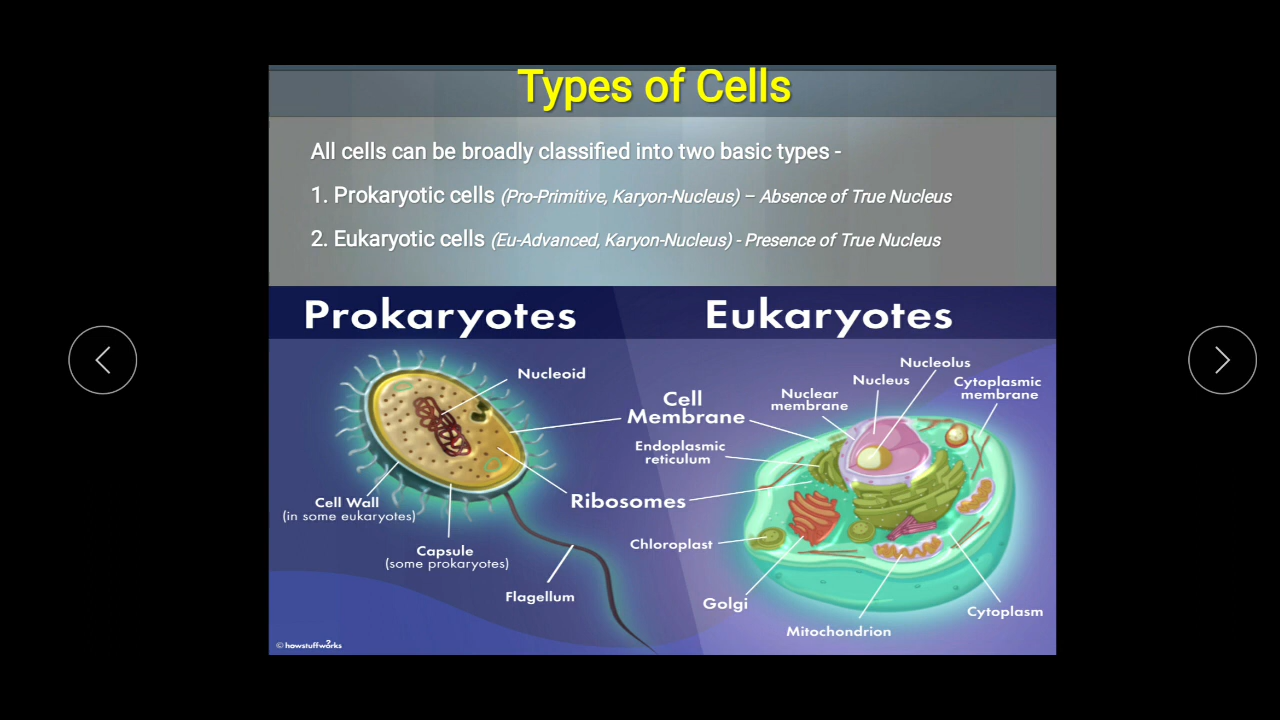 Types of Cells
All cells can be broadly classified into two basic types -
1. Prokaryotic cells (Pro-Primitive, Karyon-Nucleus) – Absence of True Nucleus
2. Eukaryotic cells (Eu-Advanced, Karyon-Nucleus) - Presence of True Nucleus
Prokaryotes
Nucleoid
Cell Wall
(in some eukaryotes)
Capsule
(some prokaryotes)
Flagellum
Cell
Membrane
Ribosomes
Eukaryotes
Nucleolus
Nucleus
Cytoplasmic
membrane
Nuclear
membrane
Endoplasmic
reticulum
Chloroplast
Golgi
Mitochondrion
Cytoplasm
© howstuffworks
?